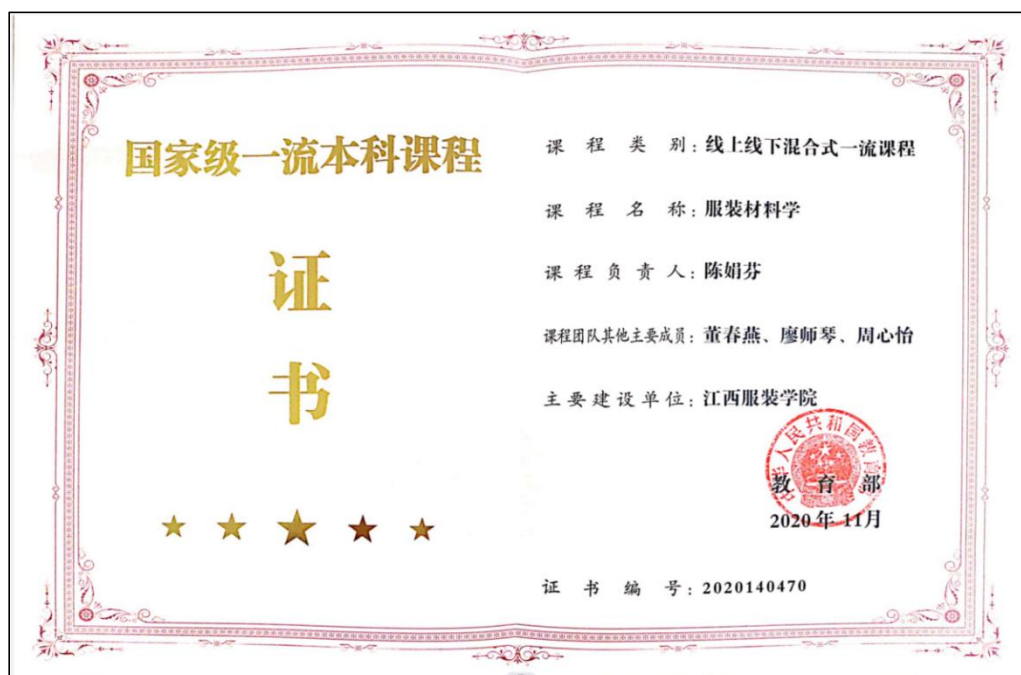 国家级一流本科课程
证
书
课程类别：线上线下混合式一流课程
课程名称：服装材料学
课程负责人：陈娟芬
课程团队其他主要成员：董春燕、廖师琴、周心怡
主要建设单位：江西服装学院
中华人民共和国教育部
教育部
2020年11月
证书编号：2020140470